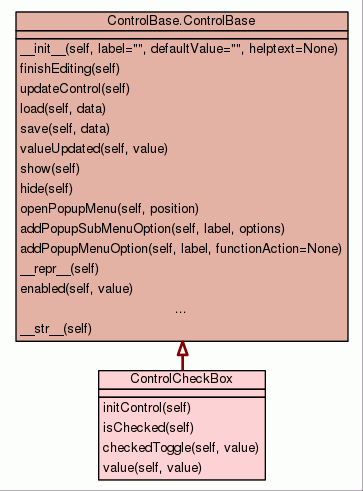 ControlBase.ControlBase
__init__(self, label="", defaultValue="", helptext=None)
finishEditing(self)
updateControl(self)
load(self, data)
save(self, data)
valueUpdated(self, value)
show(self)
hide(self)
openPopupMenu(self, position)
addPopupSubMenuOption(self, label, options)
addPopupMenuOption(self, label, functionAction=None)
__repr__(self)
enabled(self, value)
...
__str__(self)
ControlCheckBox
initControl(self)
isChecked(self)
checkedToggle(self, value)
value(self, value)